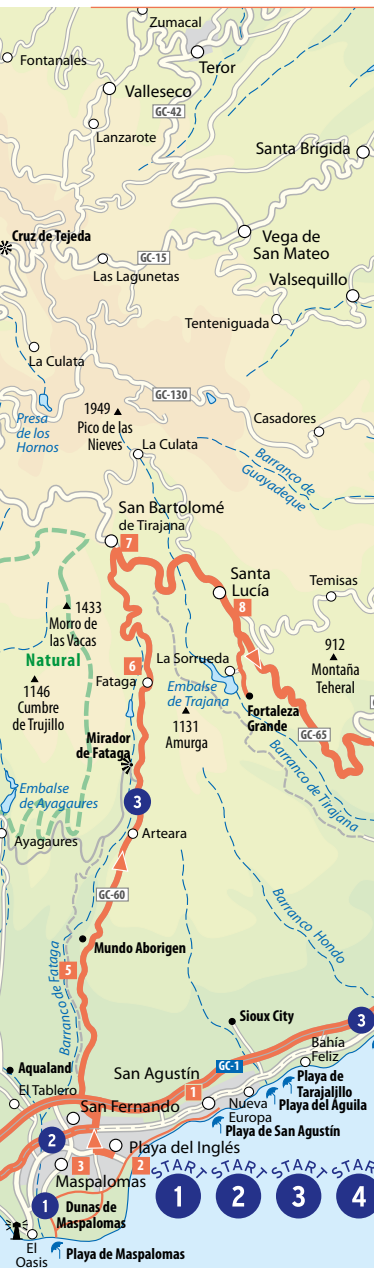 Zumacal
Fontanales
Teror
Valleseco
GC-42
Lanzarote
Santa Brígida
Cruz de Tejeda
Vega de
San Mateo
GC-15
Las Lagunetas
Valsequillo
Tenteniguada
La Culata
GC-130
Presa
de los
Hornos
1949
Pico de las
Nieves
Casadores
La Culata
Barranco de
Guayadeque
San Bartolomé
de Tirajana
7
Santa
Lucía
8
Temisas
1433
Morro de
las Vacas
Natural
912
Montaña
Teheral
La Sorrueda
6
Fataga
1146
Cumbre
de Trujillo
Embalse
de Trajana
Fortaleza
Grande
1131
Amurga
GC-65
Mirador
de Fataga
Barranco de Tirajana
Embalse
de Ayagaures
3
Arteara
Ayagaures
GC-60
Barranco Hondo
Mundo Aborigen
5
Barranco de Fataga
Sioux City
3
Bahía
Feliz
Aqualand
San Agustín
GC-1
Playa de
Tarajalillo
El Tablero
1
Nueva
Europa
Playa del Águila
San Fernando
Playa de San Agustín
2
Playa del Inglés
3
2
Maspalomas
START
1
START
2
START
3
START
4
1
Dunas de
Maspalomas
El
Oasis
Playa de Maspalomas